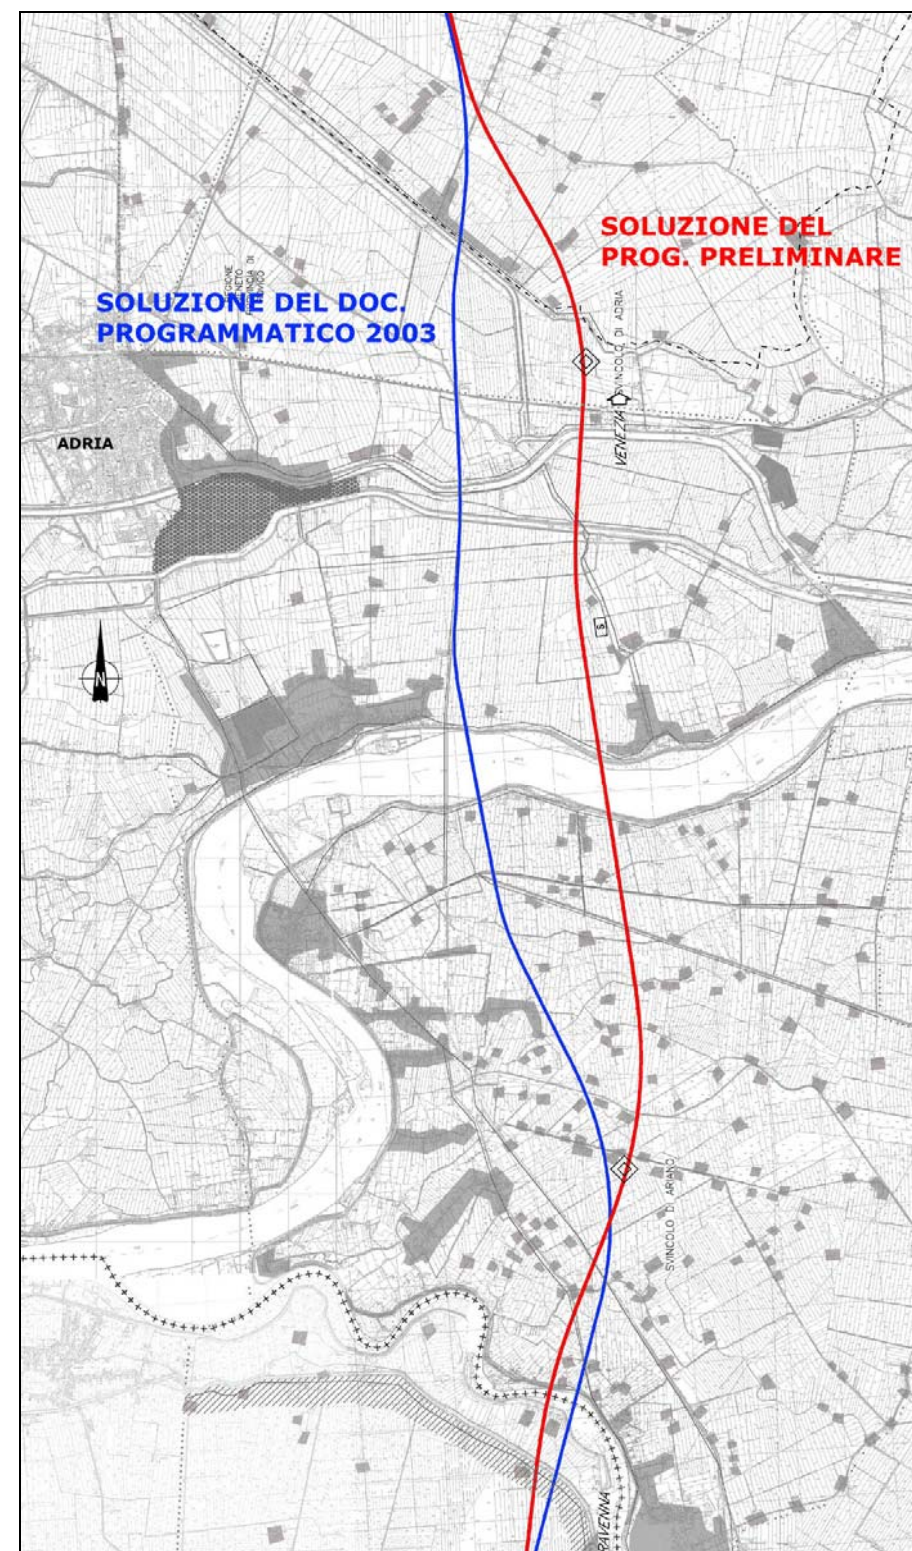 SOLUZIONE DEL
PROG. PRELIMINARE
SOLUZIONE DEL DOC.
PROGRAMMATICO 2003
SVINCOLO DI ADRIA
VENEZIA
ADRIA
N
SVINCOLO DI ARIANO
RAVENNA